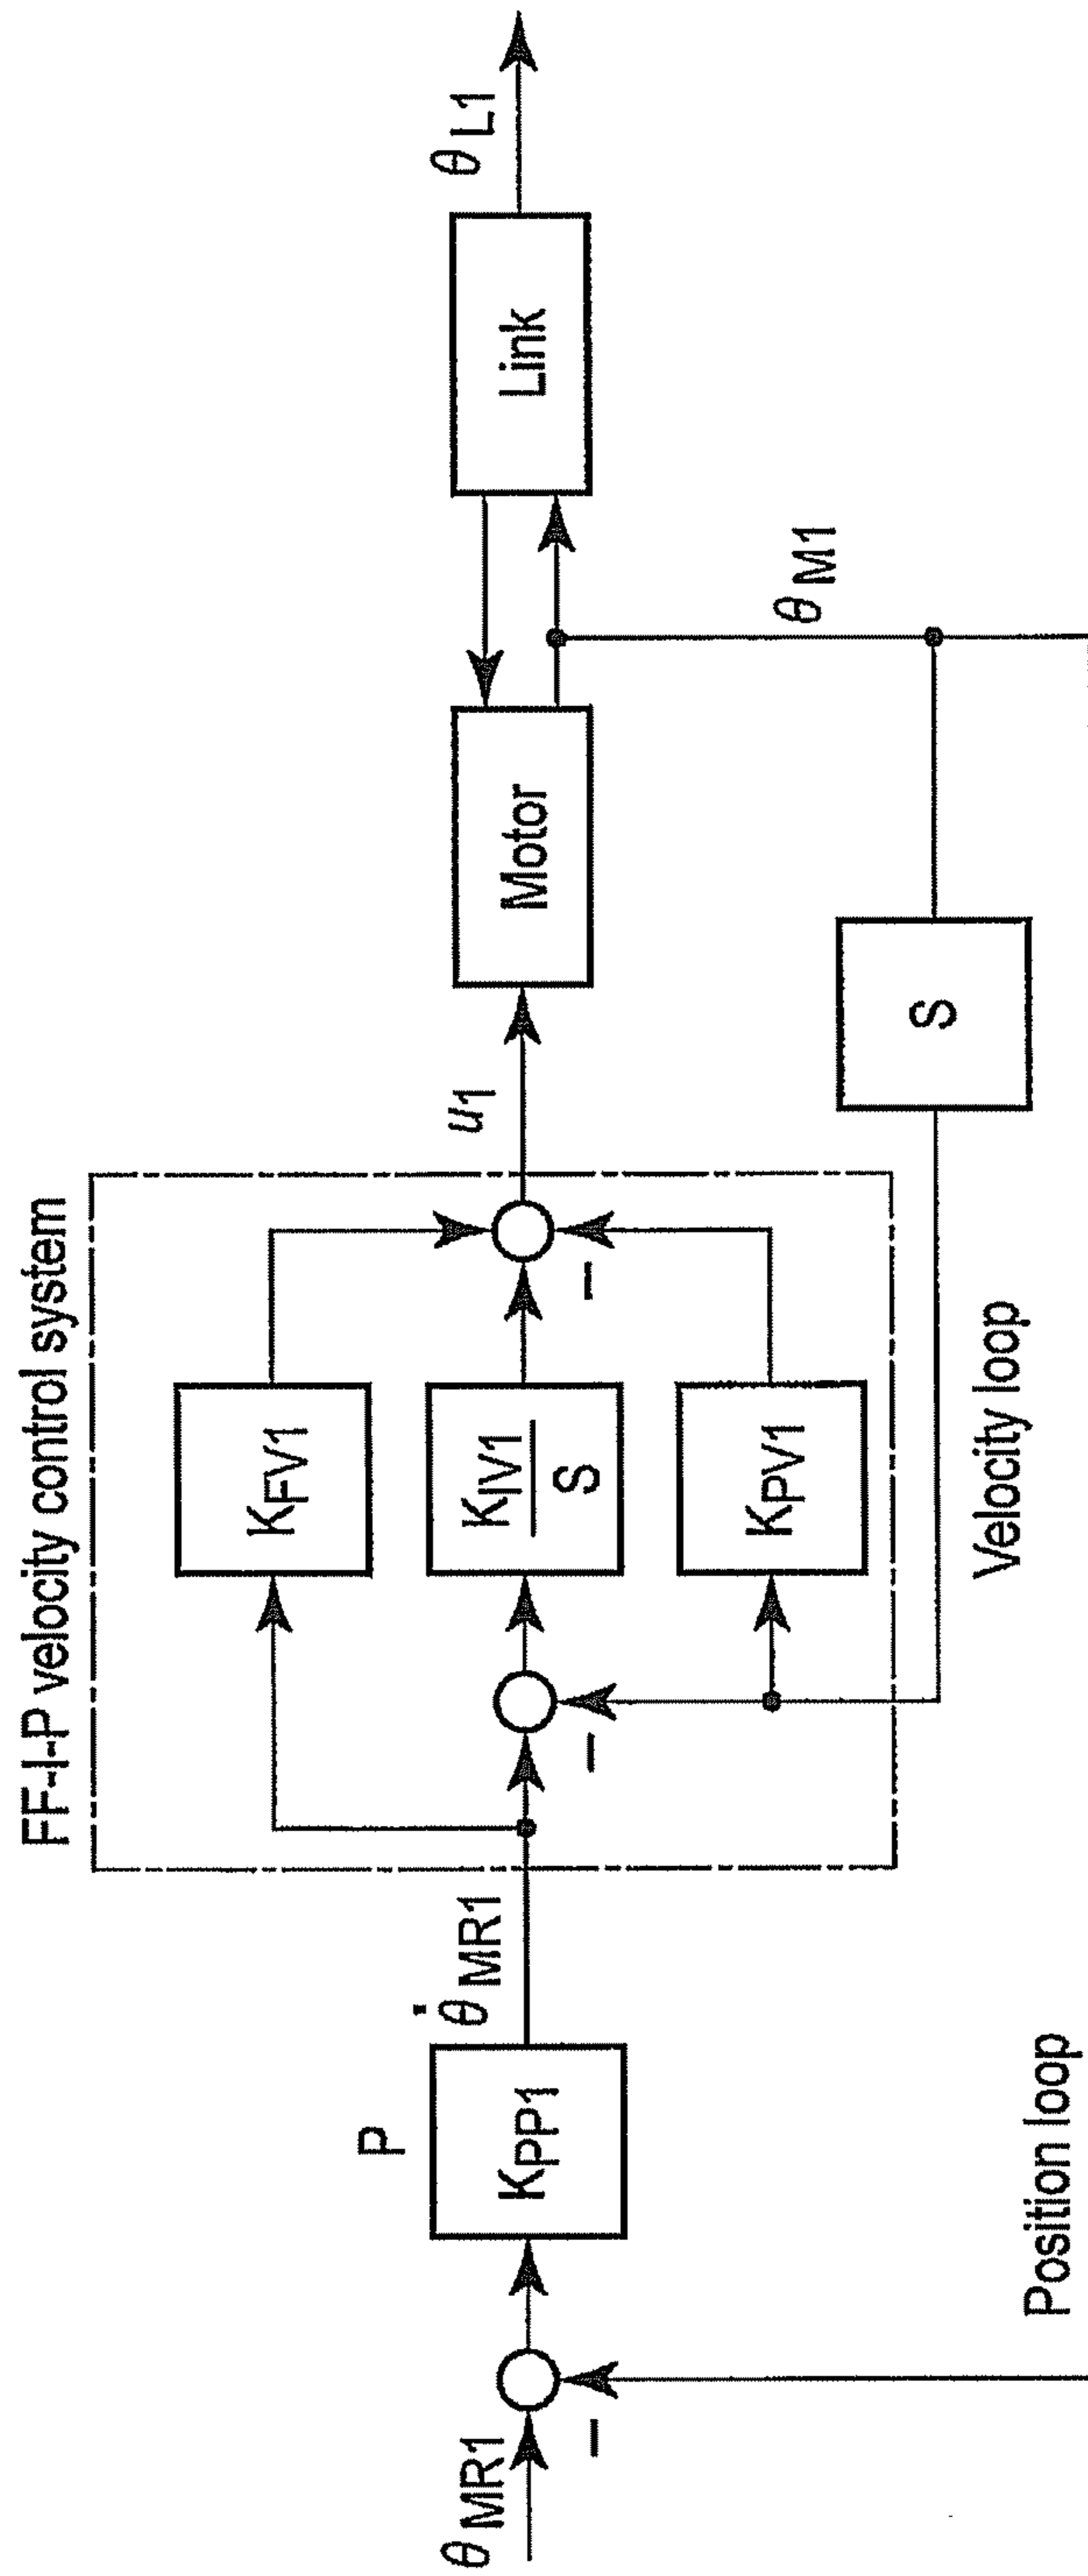 FF-I-P velocity control system
θMR1
P
KPP1
θ̇MR1
KFV1
KIV1
S
KPV1
u1
Motor
Link
θL1
θM1
S
Velocity loop
Position loop